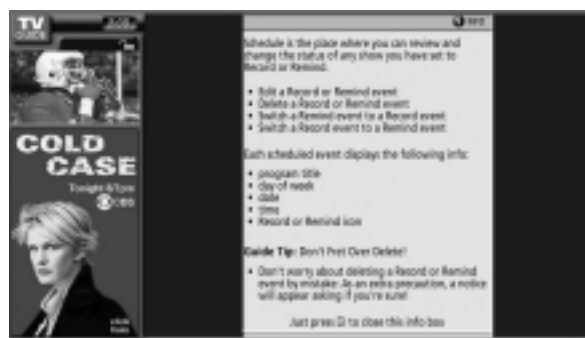 TV
GUIDE
INFO
Schedule is the place where you can review and
change the status of any show you have set to
Record or Remind.
• Edit a Record or Remind event
• Delete a Record or Remind event
• Switch a Remind event to a Record event
• Switch a Record event to a Remind event
Each scheduled event displays the following info:
• program title
• day of week
• date
• time
• Record or Remind icon
Guide Tip: Don't Fret Over Delete!
• Don't worry about deleting a Record or Remind
event by mistake: As an extra precaution, a notice
will appear asking if you're sure!
Just press to close this info box
COLD
CASE
Tonight 8/7pm
CBS